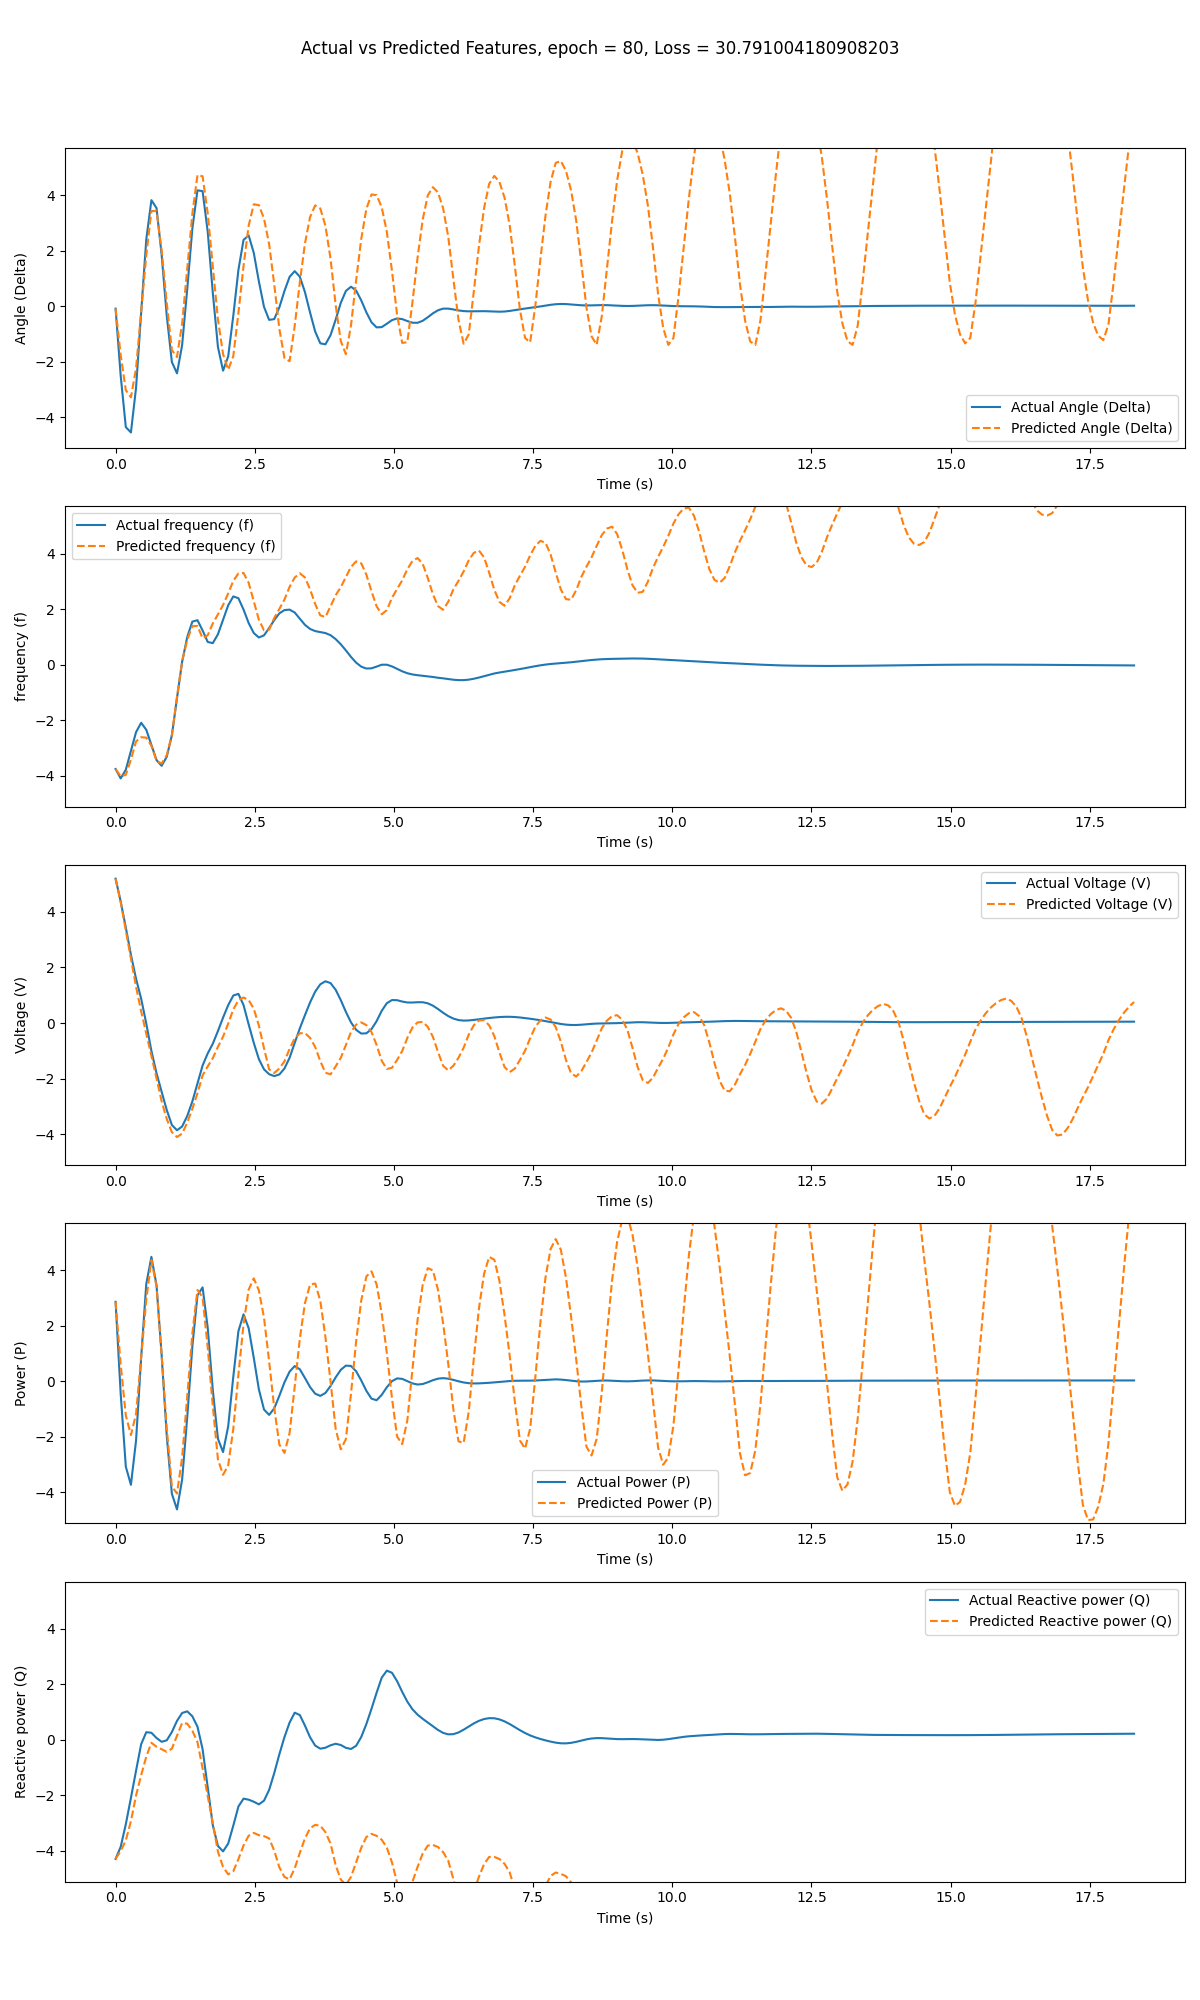 Actual vs Predicted Features, epoch = 80, Loss = 30.791004180908203
4
2
0
−2
−4
Angle (Delta)
Actual Angle (Delta)
Predicted Angle (Delta)
0.0 2.5 5.0 7.5 10.0 12.5 15.0 17.5
Time (s)
Actual frequency (f)
Predicted frequency (f)
4
2
0
−2
−4
frequency (f)
0.0 2.5 5.0 7.5 10.0 12.5 15.0 17.5
Time (s)
Actual Voltage (V)
Predicted Voltage (V)
4
2
0
−2
−4
Voltage (V)
0.0 2.5 5.0 7.5 10.0 12.5 15.0 17.5
Time (s)
4
2
0
−2
−4
Power (P)
Actual Power (P)
Predicted Power (P)
0.0 2.5 5.0 7.5 10.0 12.5 15.0 17.5
Time (s)
Actual Reactive power (Q)
Predicted Reactive power (Q)
4
2
0
−2
−4
Reactive power (Q)
0.0 2.5 5.0 7.5 10.0 12.5 15.0 17.5
Time (s)